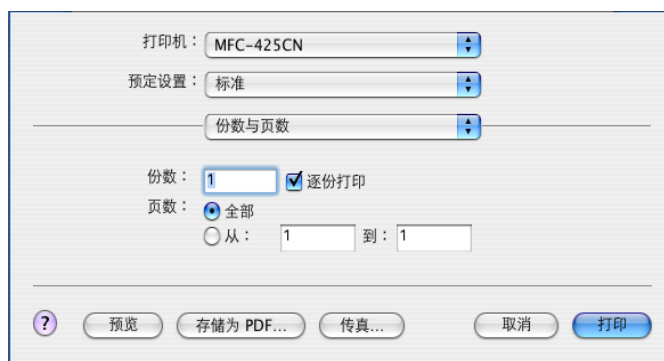 打印机： MFC-425CN
预定设置： 标准
份数与页数
份数： 1 逐份打印
页数： 全部
从： 1 到： 1
? 预览 存储为 PDF... 传真... 取消 打印